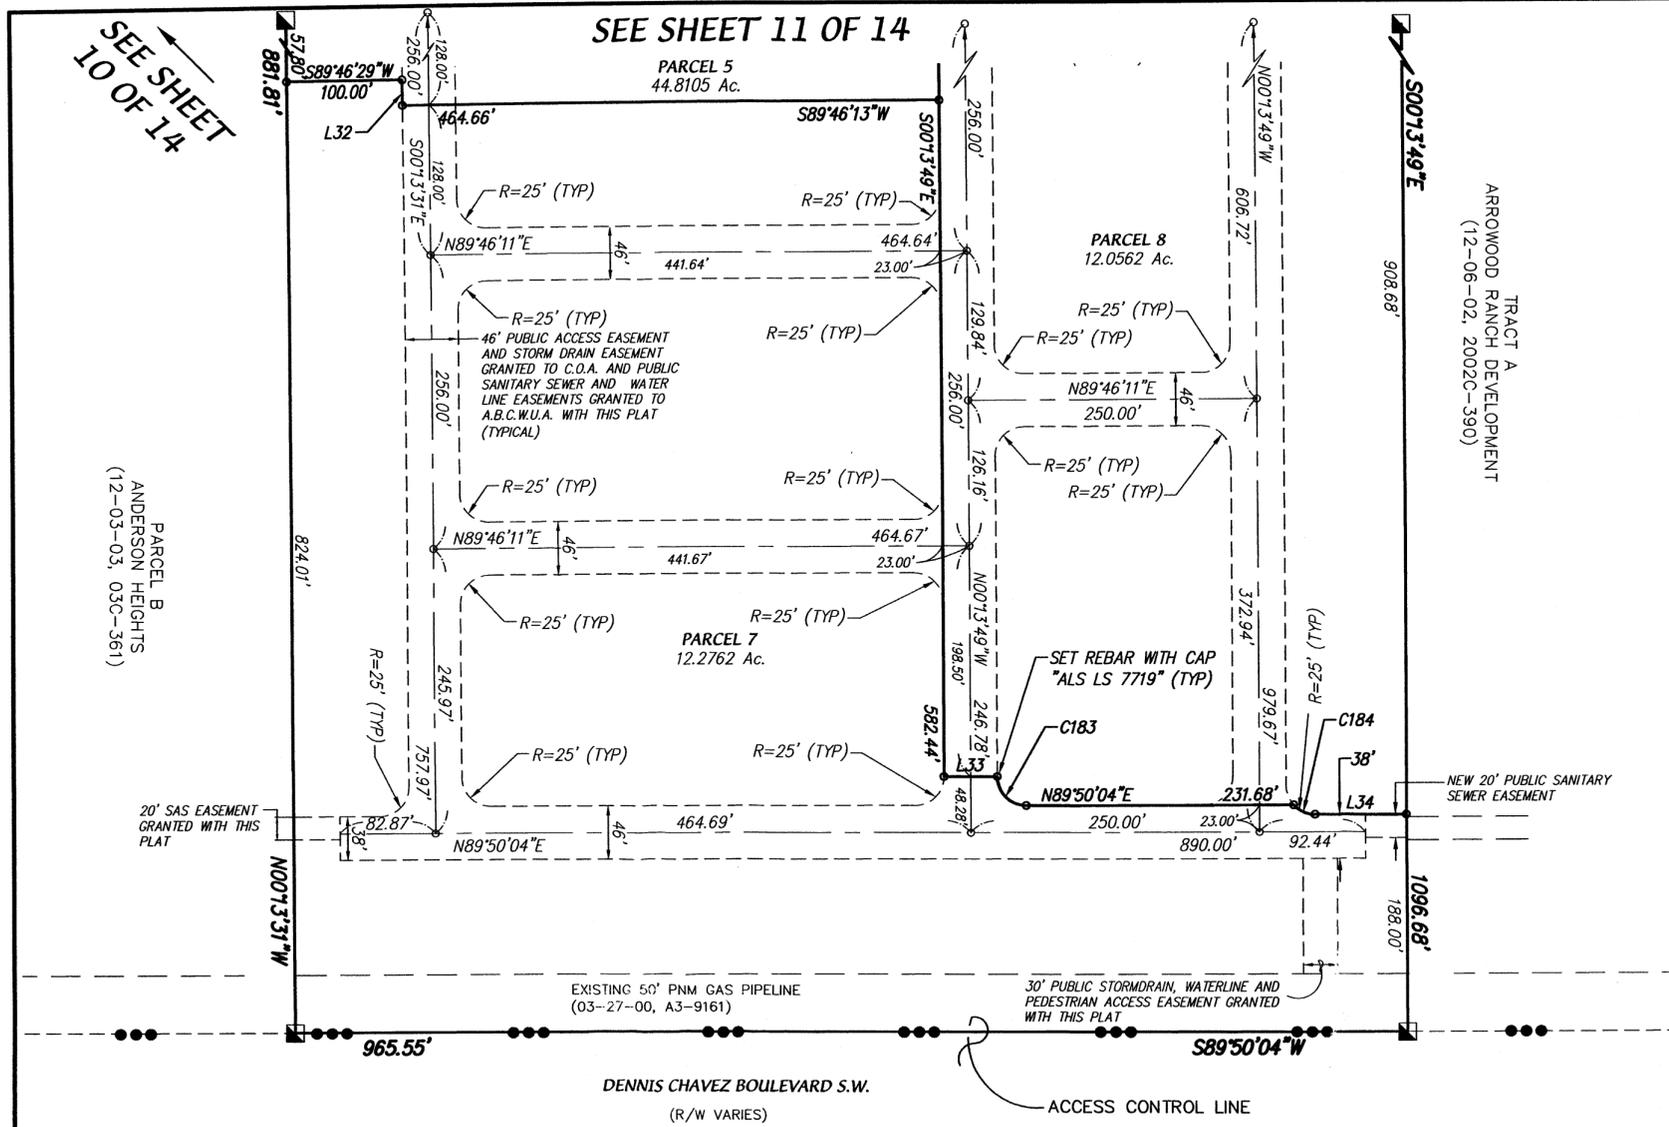 SEE SHEET 11 OF 14
SEE SHEET
10 OF 14
57.80'
881.81'
S89°46'29"W
100.00'
L32
128.00'
256.00'
PARCEL 5
44.8105 Ac.
464.66'
S89°46'13"W
S00°13'31"E
128.00'
S00°13'49"E
256.00'
N00°13'49"W
606.72'
S00°13'49"E
R=25' (TYP)
R=25' (TYP)
N89°46'11"E
46'
441.64'
464.64'
23.00'
PARCEL 8
12.0562 Ac.
908.68'
TRACT A
ARROWOOD RANCH DEVELOPMENT
(12-06-02, 2002C-390)
R=25' (TYP)
R=25' (TYP)
129.84'
R=25' (TYP)
R=25' (TYP)
46' PUBLIC ACCESS EASEMENT
AND STORM DRAIN EASEMENT
GRANTED TO C.O.A. AND PUBLIC
SANITARY SEWER AND WATER
LINE EASEMENTS GRANTED TO
A.B.C.W.U.A. WITH THIS PLAT
(TYPICAL)
256.00'
256.00'
N89°46'11"E
250.00'
46'
126.16'
R=25' (TYP)
R=25' (TYP)
R=25' (TYP)
R=25' (TYP)
PARCEL B
ANDERSON HEIGHTS
(12-03-03, 03C-361)
824.01'
N89°46'11"E
46'
441.67'
464.67'
23.00'
R=25' (TYP)
R=25' (TYP)
N00°13'49"W
198.50'
372.94'
R=25' (TYP)
PARCEL 7
12.2762 Ac.
SET REBAR WITH CAP
"ALS LS 7719" (TYP)
R=25' (TYP)
245.97'
582.44'
246.78'
979.67'
C183
C184
38'
R=25' (TYP)
R=25' (TYP)
757.97'
L33
N89°50'04"E
231.68'
L34
NEW 20' PUBLIC SANITARY
SEWER EASEMENT
20' SAS EASEMENT
GRANTED WITH THIS
PLAT
38'
82.87'
464.69'
46'
48.28'
250.00'
23.00'
N89°50'04"E
890.00'
92.44'
N00°13'31"W
1096.68'
188.00'
EXISTING 50' PNM GAS PIPELINE
(03-27-00, A3-9161)
30' PUBLIC STORMDRAIN, WATERLINE AND
PEDESTRIAN ACCESS EASEMENT GRANTED
WITH THIS PLAT
965.55'
S89°50'04"W
DENNIS CHAVEZ BOULEVARD S.W.
(R/W VARIES)
ACCESS CONTROL LINE